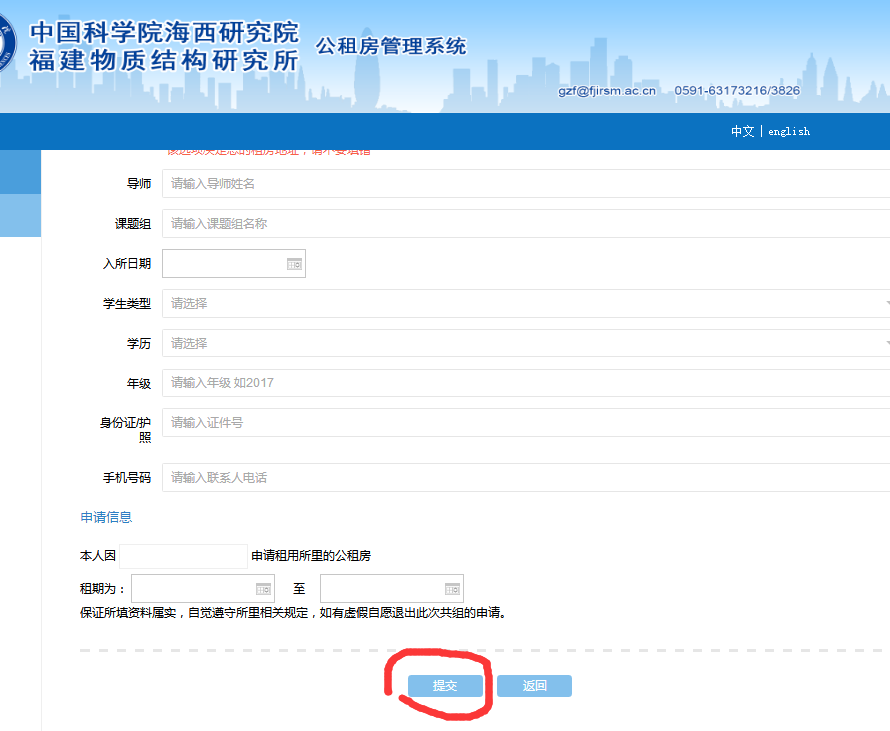 中国科学院海西研究院
福建物质结构研究所
公租房管理系统
gzf@fjirsm.ac.cn 0591-63173216/3826
中文 | english
导师 请输入导师姓名
课题组 请输入课题组名称
入所日期
学生类型 请选择
学历 请选择
年级 请输入年级 如2017
身份证/护
照 请输入证件号
手机号码 请输入联系人电话
申请信息
本人因 申请租用所里的公租房
租期为： 至
保证所填资料属实，自觉遵守所里相关规定，如有虚假自愿退出此次共组的申请。
提交 返回